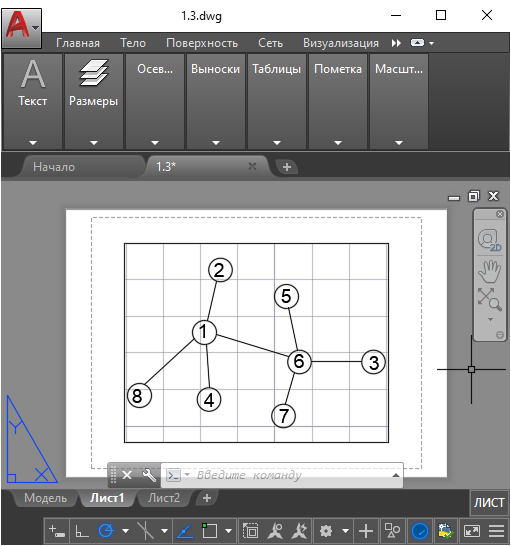 1.3.dwg
Главная Тело Поверхность Сеть Визуализация
A Осев... Выноски Таблицы Пометка Масшт...
Текст Размеры
Начало 1.3*
2D
2
5
1
6 3
8 4
7
Y
X
Введите команду
Модель Лист1 Лист2
ЛИСТ